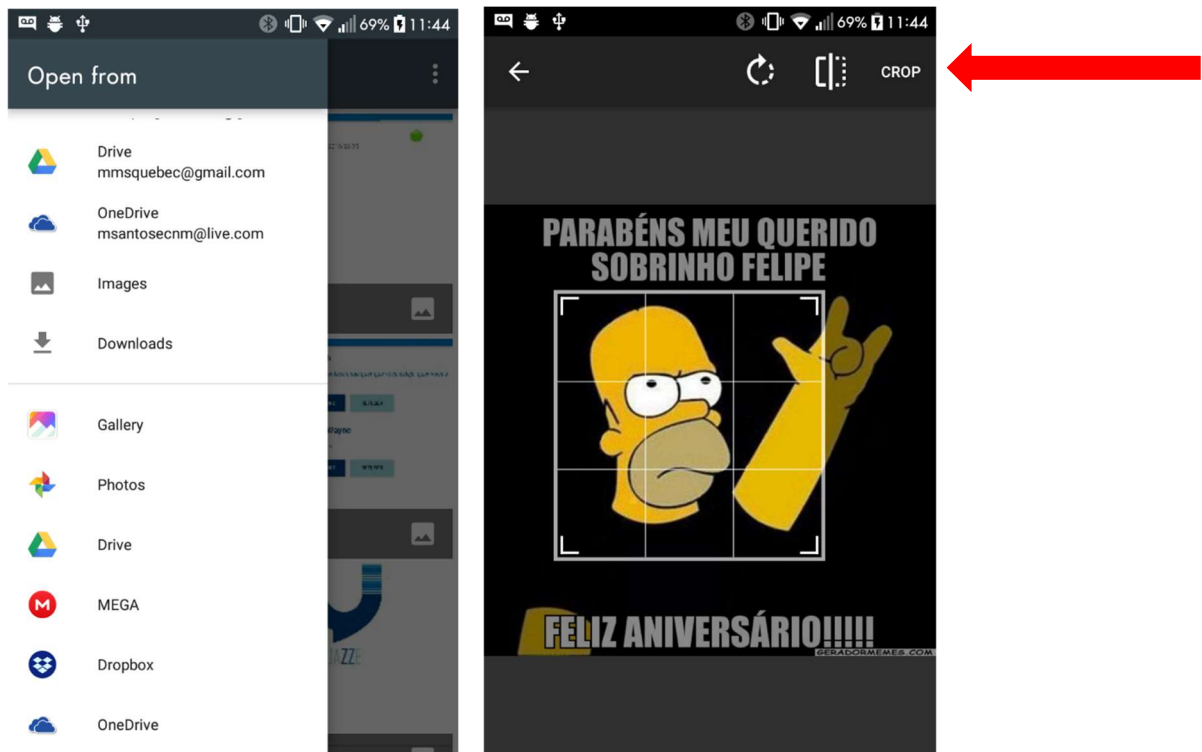 69% 11:44
Open from
Drive
mmsquebec@gmail.com
OneDrive
msantosecnm@live.com
Images
Downloads
Gallery
Photos
Drive
MEGA
Dropbox
OneDrive
JAZZE
69% 11:44
CROP
PARABÉNS MEU QUERIDO
SOBRINHO FELIPE
FELIZ ANIVERSÁRIO!!!!!
GERADORMEMES.COM